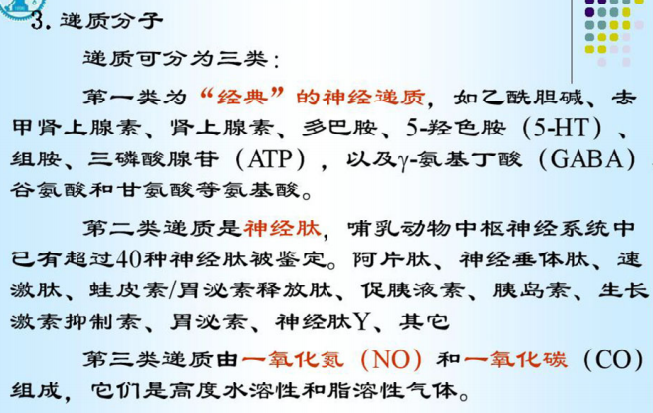 3. 递质分子
递质可分为三类：
第一类为“经典”的神经递质，如乙酰胆碱、去
甲肾上腺素、肾上腺素、多巴胺、5-羟色胺（5-HT）、
组胺、三磷酸腺苷（ATP），以及γ-氨基丁酸（GABA）
谷氨酸和甘氨酸等氨基酸。
第二类递质是神经肽，哺乳动物中枢神经系统中
已有超过40种神经肽被鉴定。阿片肽、神经垂体肽、速
激肽、蛙皮素/胃泌素释放肽、促胰液素、胰岛素、生长
激素抑制素、胃泌素、神经肽Y、其它
第三类递质由一氧化氮（NO）和一氧化碳（CO）
组成，它们是高度水溶性和脂溶性气体。